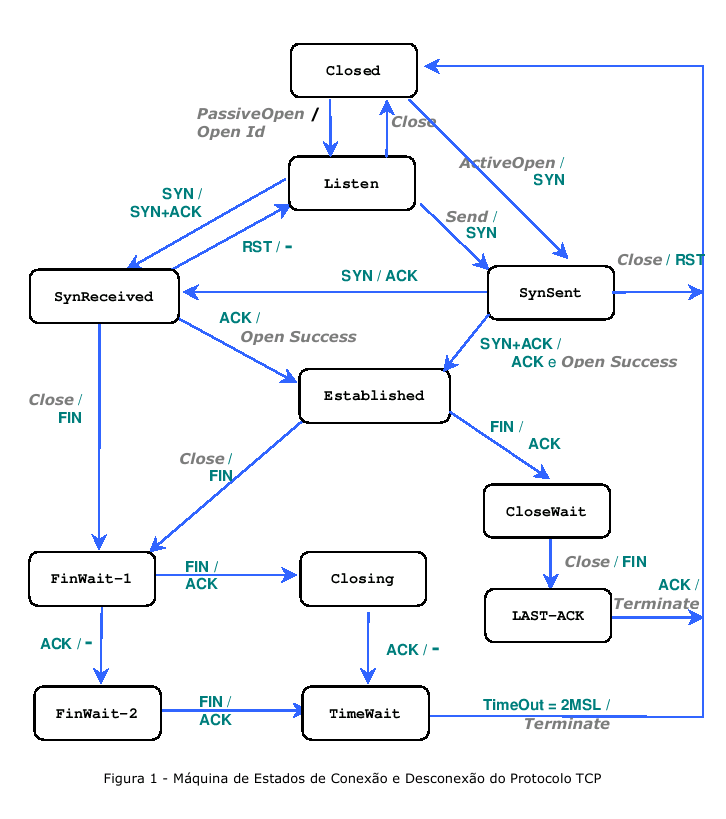 Closed
PassiveOpen /
Open Id
Close
ActiveOpen /
SYN
Listen
SYN /
SYN+ACK
Send /
SYN
RST / -
Close / RST
SYN / ACK
SynReceived
SynSent
ACK /
Open Success
SYN+ACK /
ACK e Open Success
Established
Close /
FIN
FIN /
ACK
Close /
FIN
CloseWait
Close / FIN
FinWait-1
FIN /
ACK
Closing
ACK /
Terminate
LAST-ACK
ACK / -
ACK / -
FinWait-2
FIN /
ACK
TimeWait
TimeOut = 2MSL /
Terminate
Figura 1 - Máquina de Estados de Conexão e Desconexão do Protocolo TCP